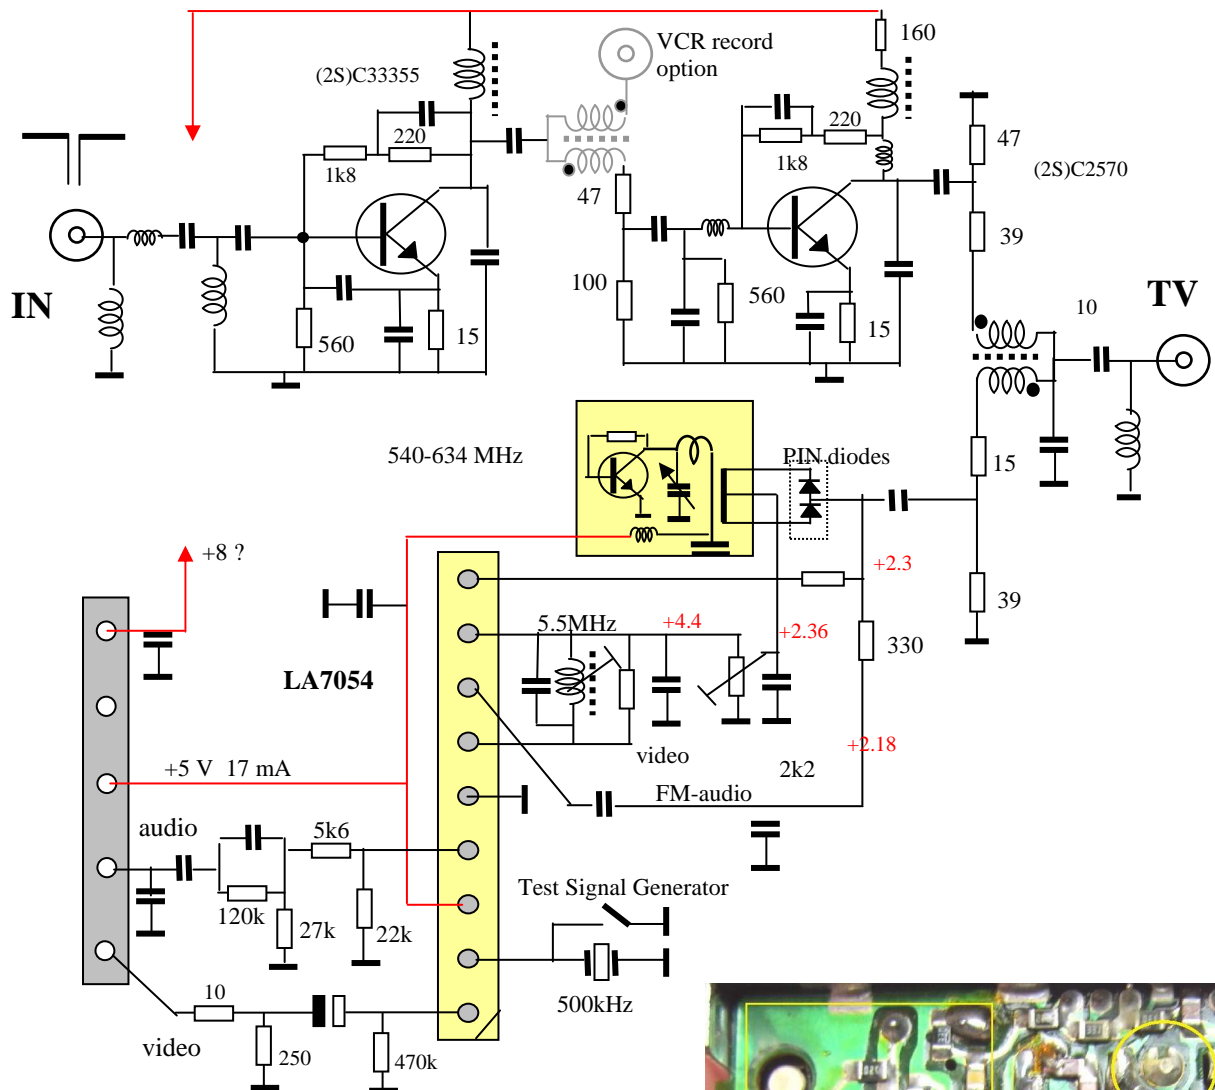 160
VCR record
option
(2S)C33355
220
1k8
220
1k8
47
47
(2S)C2570
39
100
560
15
IN
560
15
10
TV
540-634 MHz
PIN diodes
15
+8 ?
+2.3
39
5.5MHz
+4.4
+2.36
330
LA7054
+2.18
video
2k2
+5 V 17 mA
FM-audio
audio
5k6
Test Signal Generator
120k
27k
22k
10
500kHz
video
250
470k